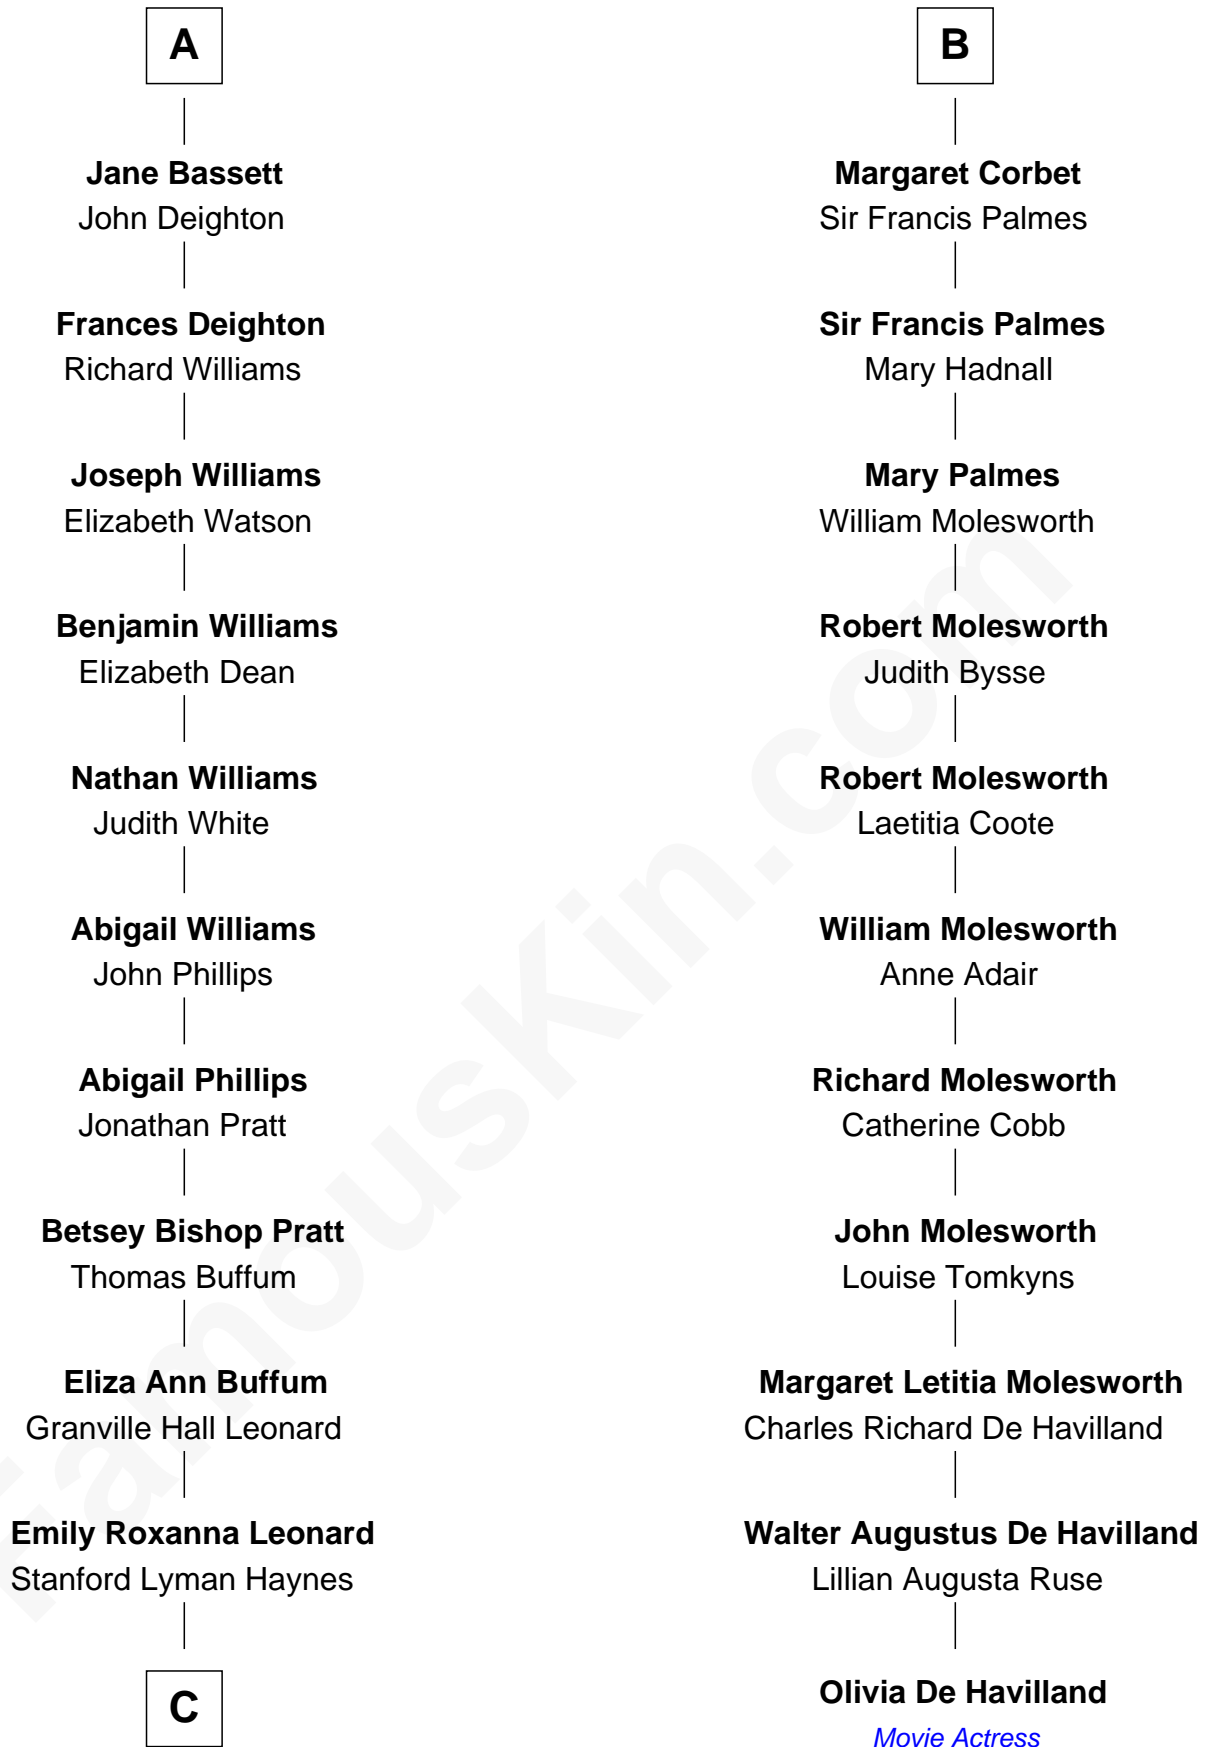 A
Jane Bassett
John Deighton
Frances Deighton
Richard Williams
Joseph Williams
Elizabeth Watson
Benjamin Williams
Elizabeth Dean
Nathan Williams
Judith White
Abigail Williams
John Phillips
Abigail Phillips
Jonathan Pratt
Betsey Bishop Pratt
Thomas Buffum
Eliza Ann Buffum
Granville Hall Leonard
Emily Roxanna Leonard
Stanford Lyman Haynes
C
B
Margaret Corbet
Sir Francis Palmes
Sir Francis Palmes
Mary Hadnall
Mary Palmes
William Molesworth
Robert Molesworth
Judith Bysse
Robert Molesworth
Laetitia Coote
William Molesworth
Anne Adair
Richard Molesworth
Catherine Cobb
John Molesworth
Louise Tomkyns
Margaret Letitia Molesworth
Charles Richard De Havilland
Walter Augustus De Havilland
Lillian Augusta Ruse
Olivia De Havilland
Movie Actress
FamousKin.com